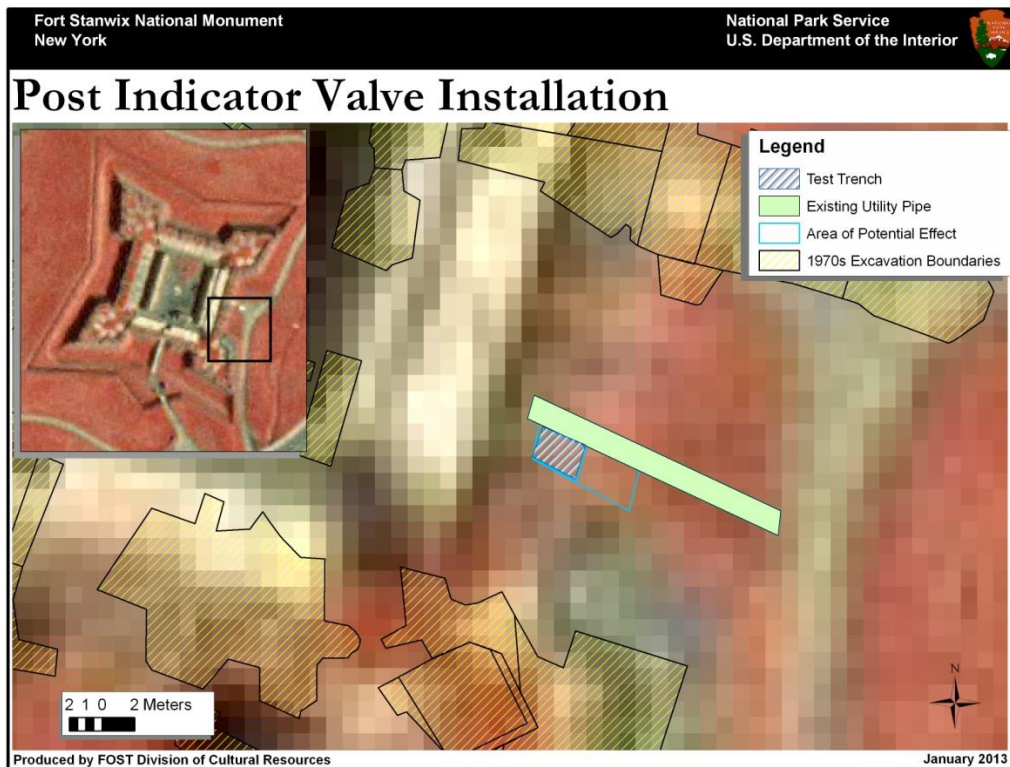 Fort Stanwix National Monument
New York
National Park Service
U.S. Department of the Interior
Post Indicator Valve Installation
Legend
Test Trench
Existing Utility Pipe
Area of Potential Effect
1970s Excavation Boundaries
N
2 1 0 2 Meters
Produced by FOST Division of Cultural Resources
January 2013